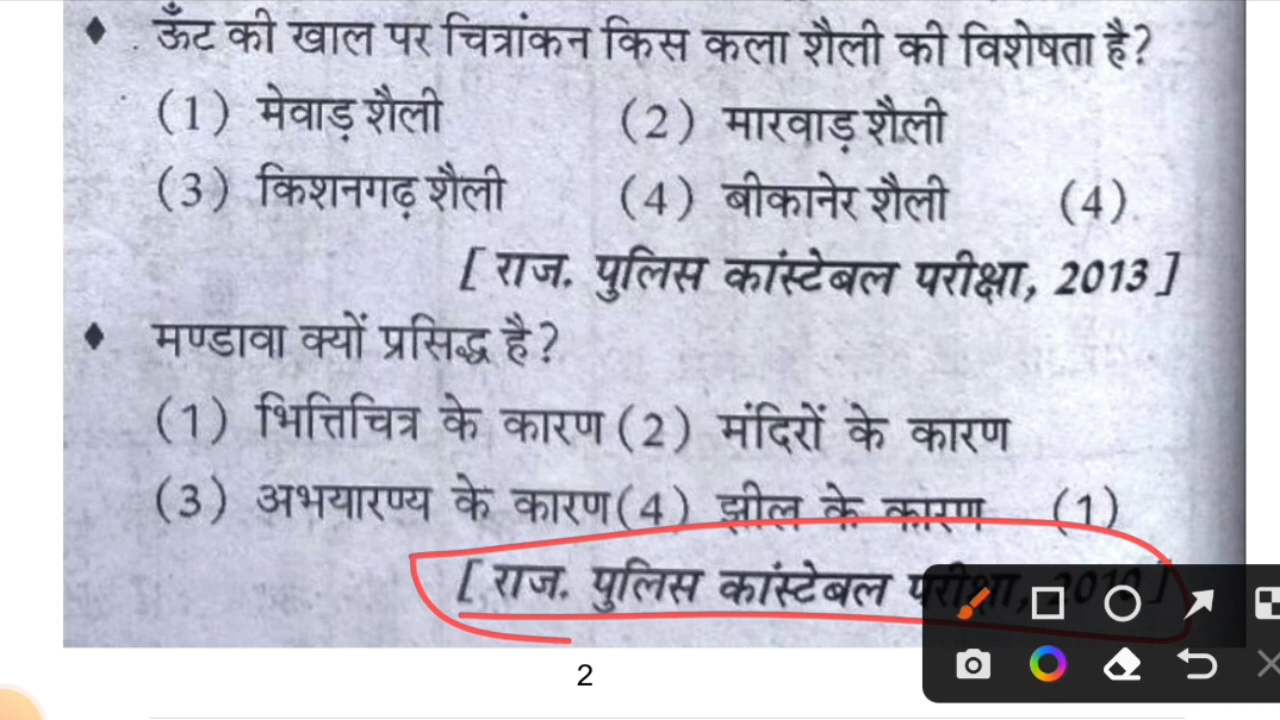 ♦ ऊँट की खाल पर चित्रांकन किस कला शैली की विशेषता है?
(1) मेवाड़ शैली (2) मारवाड़ शैली
(3) किशनगढ़ शैली (4) बीकानेर शैली (4)
[ राज. पुलिस कांस्टेबल परीक्षा, 2013 ]
♦ मण्डावा क्यों प्रसिद्ध है?
(1) भित्तिचित्र के कारण (2) मंदिरों के कारण
(3) अभयारण्य के कारण (4) झील के कारण (1)
[ राज. पुलिस कांस्टेबल परीक्षा,
2